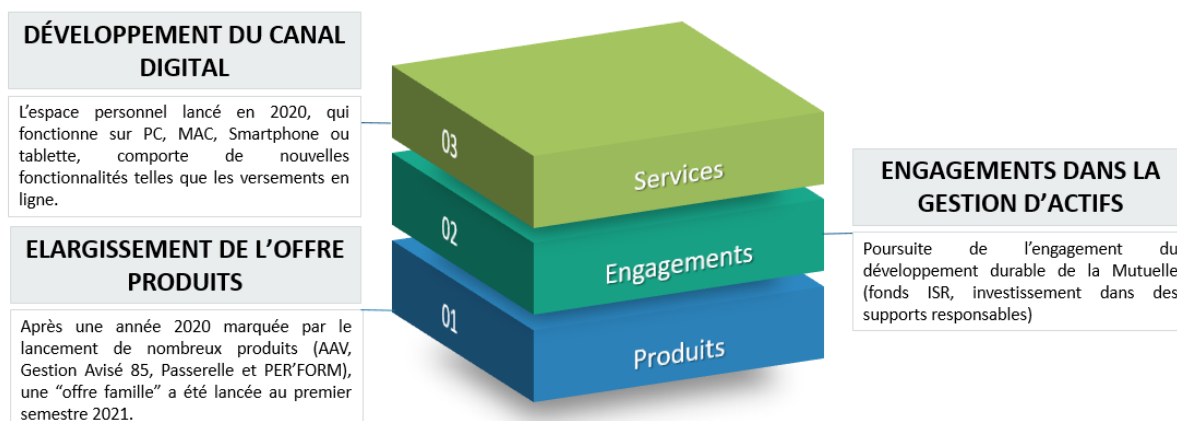 DÉVELOPPEMENT DU CANAL
DIGITAL
L’espace personnel lancé en 2020, qui
fonctionne sur PC, MAC, Smartphone ou
tablette, comporte de nouvelles
fonctionnalités telles que les versements en
ligne.
ELARGISSEMENT DE L’OFFRE
PRODUITS
Après une année 2020 marquée par le
lancement de nombreux produits (AAV,
Gestion Avisé 85, Passerelle et PER’FORM),
une “offre famille” a été lancée au premier
semestre 2021.
03
Services
02
Engagements
01
Produits
ENGAGEMENTS DANS LA
GESTION D’ACTIFS
Poursuite de l’engagement du
développement durable de la Mutuelle
(fonds ISR, investissement dans des
supports responsables)